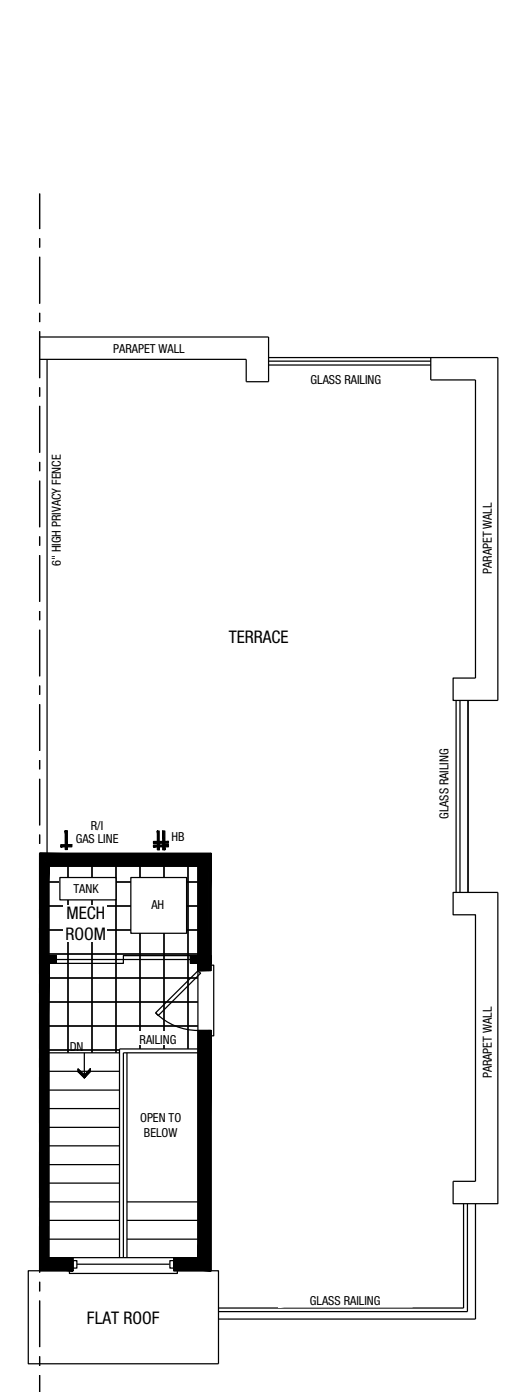 PARAPET WALL
GLASS RAILING
6" HIGH PRIVACY FENCE
PARAPET WALL
TERRACE
GLASS RAILING
R/I
GAS LINE
HB
TANK
AH
MECH
ROOM
DN
RAILING
PARAPET WALL
OPEN TO
BELOW
GLASS RAILING
FLAT ROOF